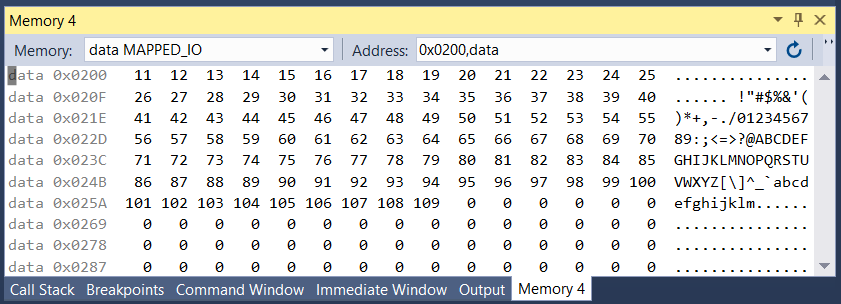 Memory 4
Memory: data MAPPED_IO Address: 0x0200,data
data 0x0200 11 12 13 14 15 16 17 18 19 20 21 22 23 24 25 ...............
data 0x020F 26 27 28 29 30 31 32 33 34 35 36 37 38 39 40 ...... !"#$%&'(
data 0x021E 41 42 43 44 45 46 47 48 49 50 51 52 53 54 55 )*+,-./01234567
data 0x022D 56 57 58 59 60 61 62 63 64 65 66 67 68 69 70 89:;<=>?@ABCDEF
data 0x023C 71 72 73 74 75 76 77 78 79 80 81 82 83 84 85 GHIJKLMNOPQRSTU
data 0x024B 86 87 88 89 90 91 92 93 94 95 96 97 98 99 100 VWXYZ[\]^_`abcd
data 0x025A 101 102 103 104 105 106 107 108 109 0 0 0 0 0 0 efghijklm......
data 0x0269 0 0 0 0 0 0 0 0 0 0 0 0 0 0 0 ...............
data 0x0278 0 0 0 0 0 0 0 0 0 0 0 0 0 0 0 ...............
data 0x0287 0 0 0 0 0 0 0 0 0 0 0 0 0 0 0 ...............
Call Stack Breakpoints Command Window Immediate Window Output Memory 4